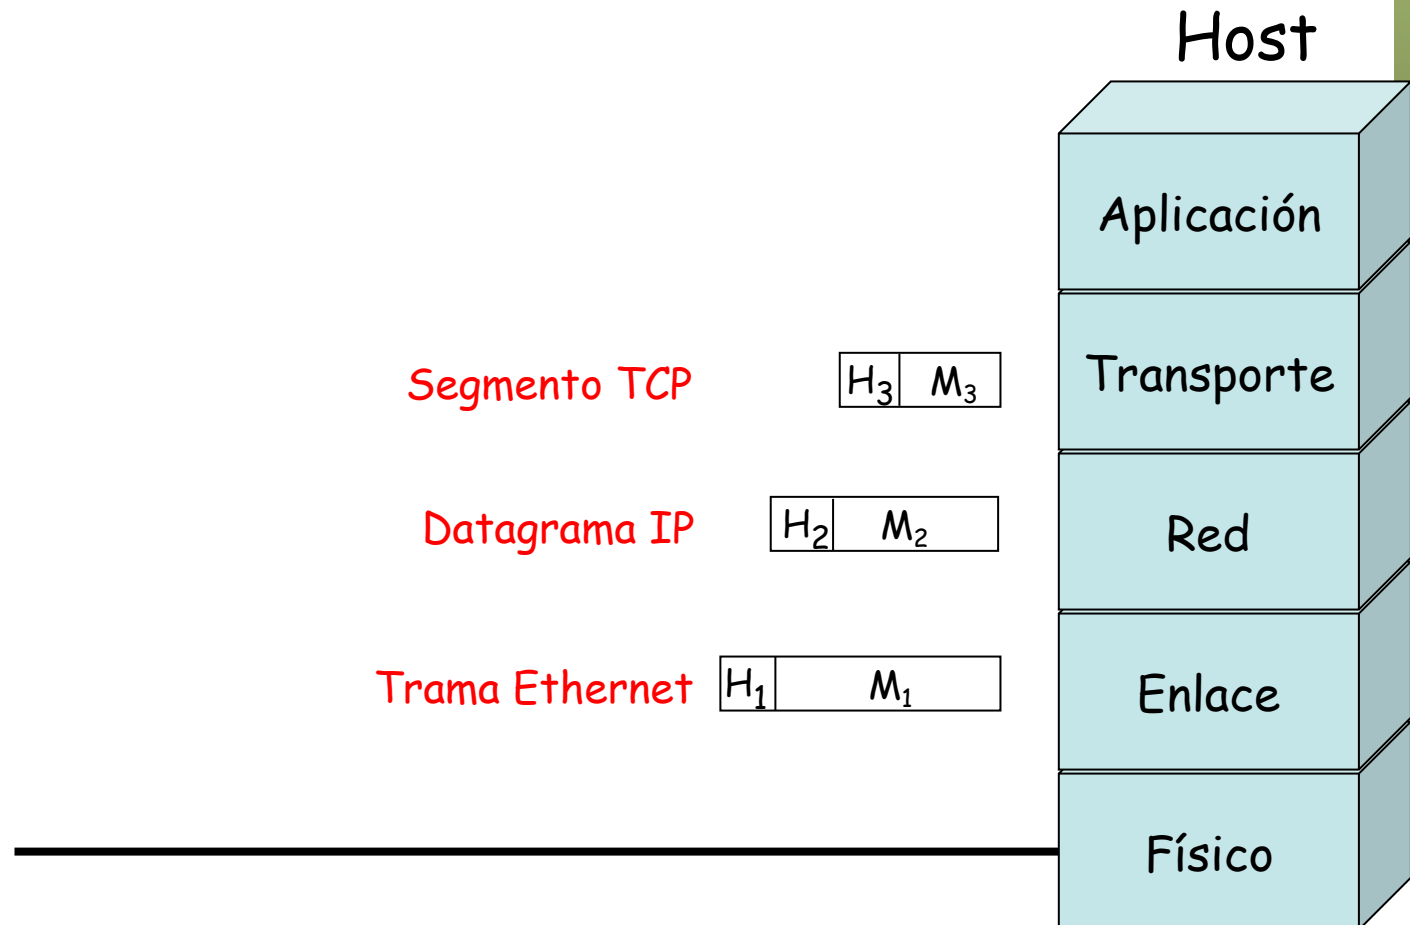 Host
Aplicación
Segmento TCP H₃ M₃ Transporte
Datagrama IP H₂ M₂ Red
Trama Ethernet H₁ M₁ Enlace
Físico